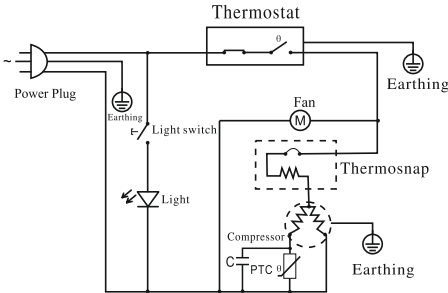 Thermostat
θ
~
Earthing
Power Plug
Fan
M
Earthing
Light switch
Thermosnap
Light
Compressor
C
PTC θ
Earthing